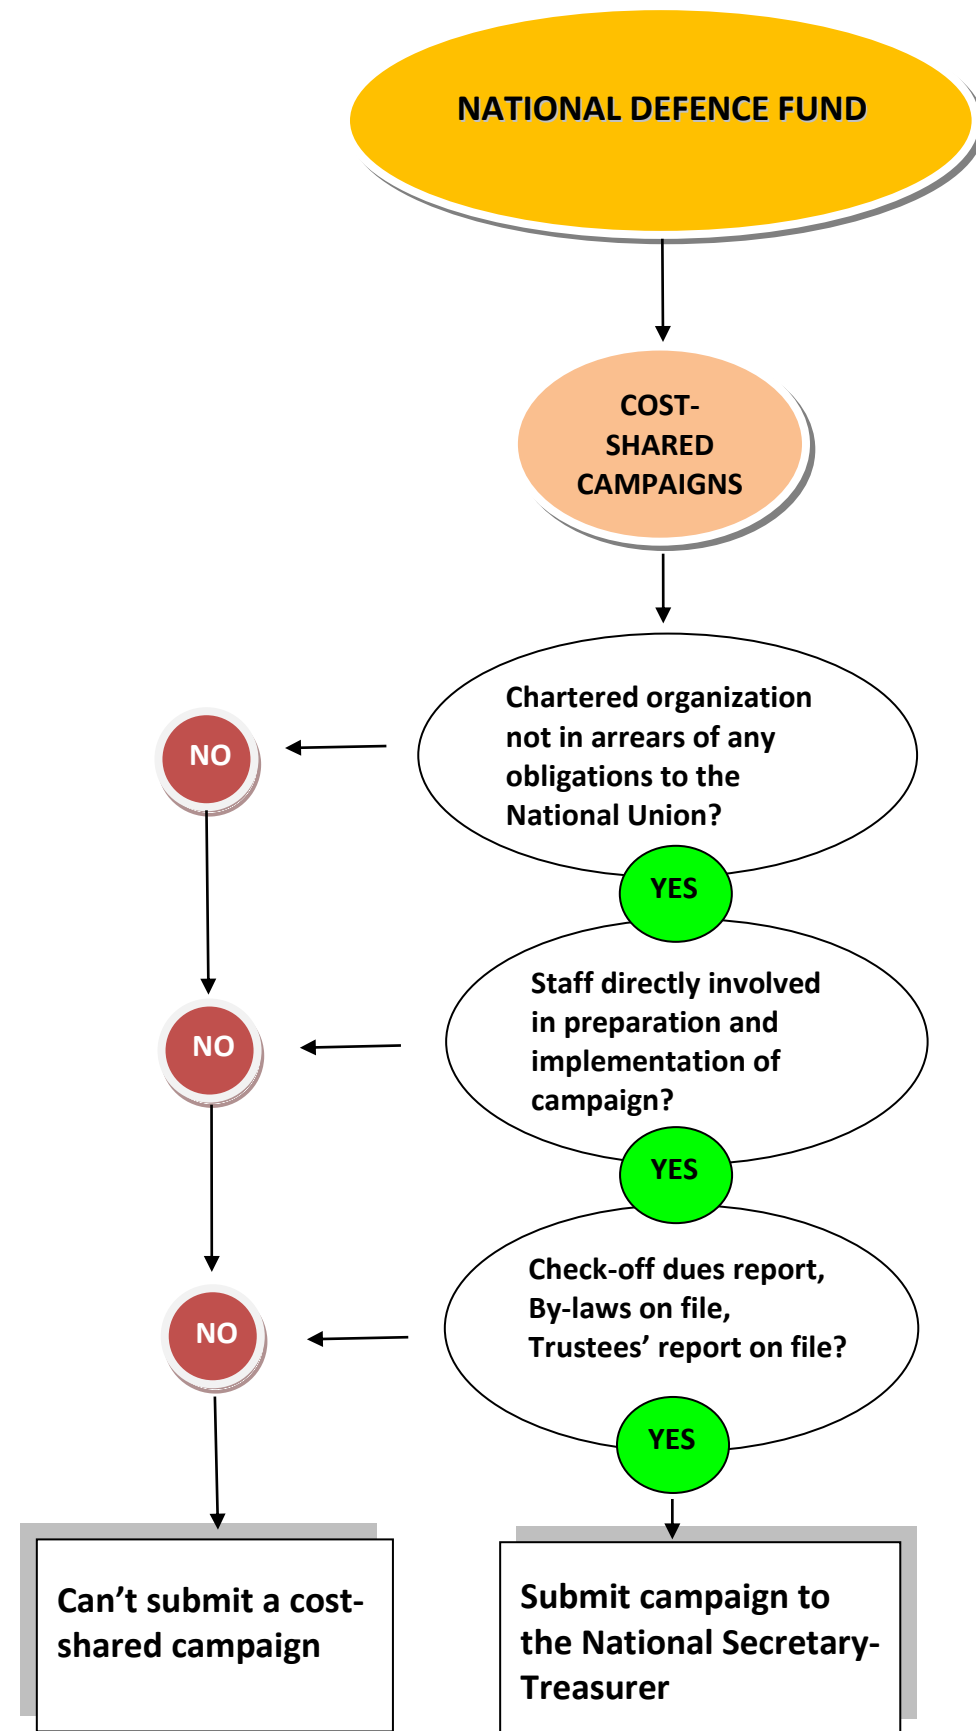 NATIONAL DEFENCE FUND
COST-
SHARED
CAMPAIGNS
Chartered organization
not in arrears of any
obligations to the
National Union?
NO
YES
Staff directly involved
in preparation and
implementation of
campaign?
NO
YES
Check-off dues report,
By-laws on file,
Trustees’ report on file?
NO
YES
Can’t submit a cost-
shared campaign
Submit campaign to
the National Secretary-
Treasurer